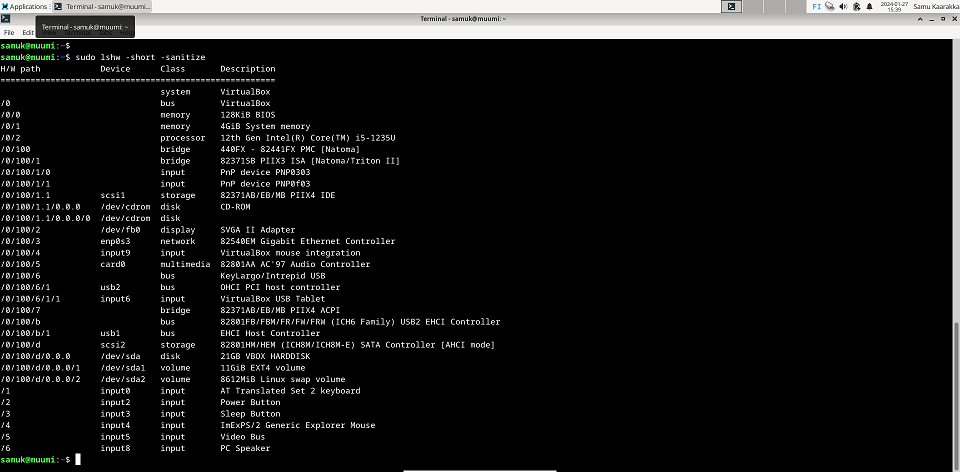 Applications Terminal - samuk@muumi:... FI 2024-01-27 15:39 Samu Kaarakka
Terminal - samuk@muumi: ~
Terminal - samuk@muumi: ~
File Edit
samuk@muumi:~$
samuk@muumi:~$ sudo lshw -short -sanitize
H/W path Device Class Description
=======================================================
system VirtualBox
/0 bus VirtualBox
/0/0 memory 128KiB BIOS
/0/1 memory 4GiB System memory
/0/2 processor 12th Gen Intel(R) Core(TM) i5-1235U
/0/100 bridge 440FX - 82441FX PMC [Natoma]
/0/100/1 bridge 82371SB PIIX3 ISA [Natoma/Triton II]
/0/100/1/0 input PnP device PNP0303
/0/100/1/1 input PnP device PNP0f03
/0/100/1.1 scsi1 storage 82371AB/EB/MB PIIX4 IDE
/0/100/1.1/0.0.0 /dev/cdrom disk CD-ROM
/0/100/1.1/0.0.0/0 /dev/cdrom disk
/0/100/2 /dev/fb0 display SVGA II Adapter
/0/100/3 enp0s3 network 82540EM Gigabit Ethernet Controller
/0/100/4 input9 input VirtualBox mouse integration
/0/100/5 card0 multimedia 82801AA AC'97 Audio Controller
/0/100/6 bus KeyLargo/Intrepid USB
/0/100/6/1 usb2 bus OHCI PCI host controller
/0/100/6/1/1 input6 input VirtualBox USB Tablet
/0/100/7 bridge 82371AB/EB/MB PIIX4 ACPI
/0/100/b bus 82801FB/FBM/FR/FW/FRW (ICH6 Family) USB2 EHCI Controller
/0/100/b/1 usb1 bus EHCI Host Controller
/0/100/d scsi2 storage 82801HM/HEM (ICH8M/ICH8M-E) SATA Controller [AHCI mode]
/0/100/d/0.0.0 /dev/sda disk 21GB VBOX HARDDISK
/0/100/d/0.0.0/1 /dev/sda1 volume 11GiB EXT4 volume
/0/100/d/0.0.0/2 /dev/sda2 volume 8612MiB Linux swap volume
/1 input0 input AT Translated Set 2 keyboard
/2 input2 input Power Button
/3 input3 input Sleep Button
/4 input4 input ImExPS/2 Generic Explorer Mouse
/5 input5 input Video Bus
/6 input8 input PC Speaker
samuk@muumi:~$